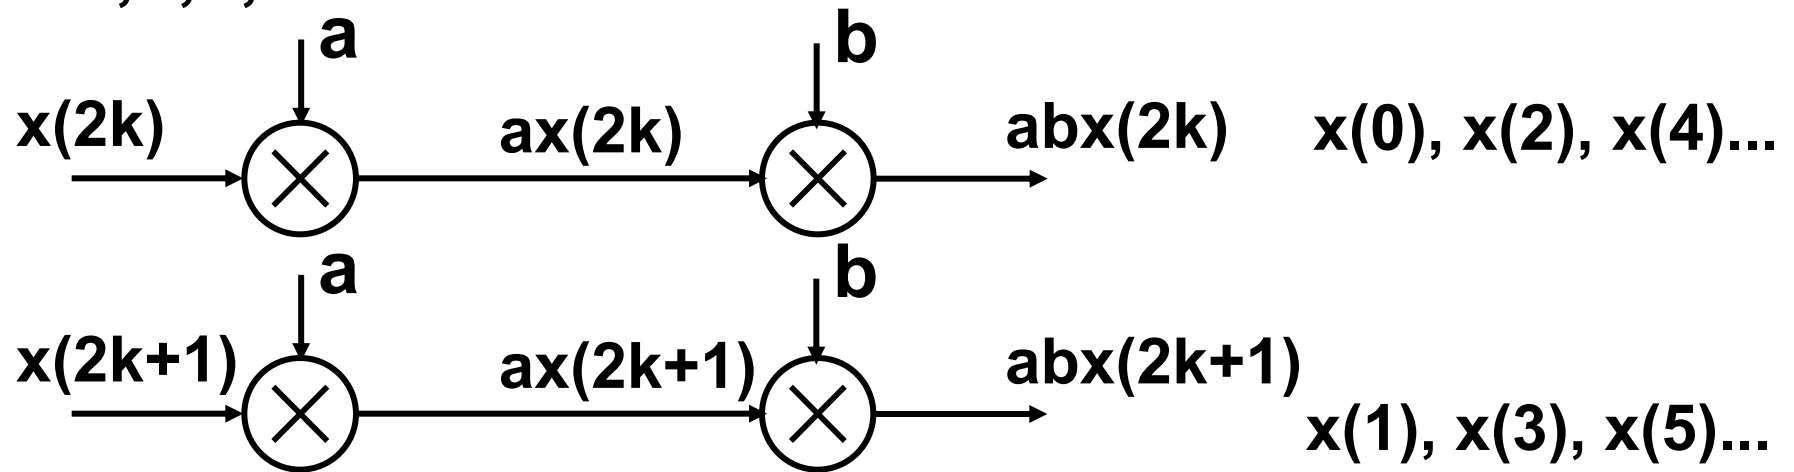 a b
x(2k) ax(2k) abx(2k) x(0), x(2), x(4)...
a b
x(2k+1) ax(2k+1) abx(2k+1)
x(1), x(3), x(5)...